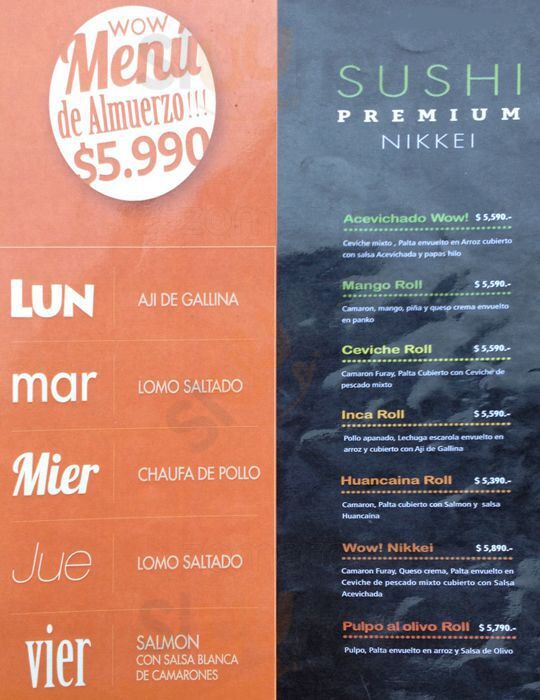 WOW
Menú
de Almuerzo!!!
$5.990
LUN
AJI DE GALLINA
mar
LOMO SALTADO
Mier
CHAUFA DE POLLO
Jue
LOMO SALTADO
vier
SALMON
CON SALSA BLANCA
DE CAMARONES
SUSHI
PREMIUM
NIKKEI
Acevichado Wow! $ 5,590.-
Ceviche mixto , Palta envuelto en Arroz cubierto
con salsa Acevichada y papas hilo
Mango Roll $ 5,590.-
Camaron, mango, piña y queso crema envuelto
en panko
Ceviche Roll $ 5,590.-
Camaron Furay, Palta Cubierto con Ceviche de
pescado mixto
Inca Roll $ 5,590.-
Pollo apanado, Lechuga escarola envuelto en
arroz y cubierto con Aji de Gallina
Huancaina Roll $ 5,390.-
Camaron, Palta cubierto con Salmon y salsa
Huancaina
Wow! Nikkei $ 5,890.-
Camaron Furay, Queso crema, Palta envuelto en
Ceviche de pescado mixto cubierto con Salsa
Acevichada
Pulpo al olivo Roll $ 5,790.-
Pulpo, Palta envuelto en arroz y Salsa de Olivo